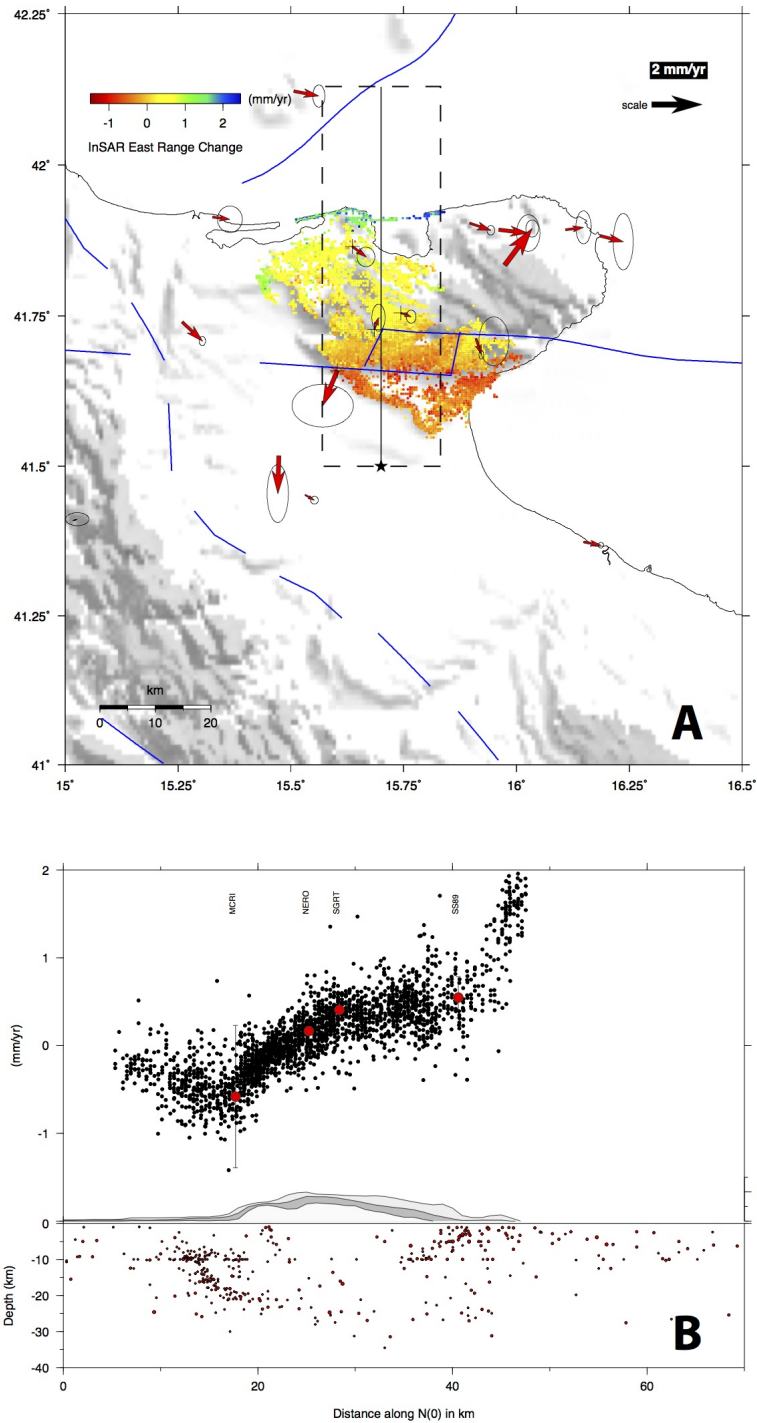 42.25˚
2 mm/yr
(mm/yr)
-1 0 1 2
scale
InSAR East Range Change
42˚
41.75˚
41.5˚
41.25˚
km
0 20
A
41˚
15˚ 15.25˚ 15.5˚ 15.75˚ 16˚ 16.25˚ 16.5˚
2
MCRI NERO SGRT SS89
1
(mm/yr)
0
-1
0
-10
Depth (km)
-20
-30
B
-40
0 20 40 60
Distance along N(0) in km